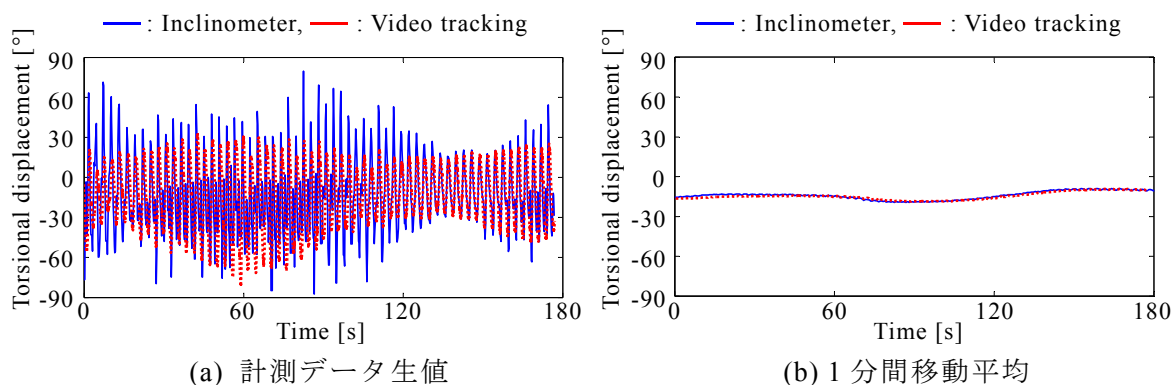 : Inclinometer, : Video tracking
Torsional displacement [°]
90
60
30
0
-30
-60
-90
0 60 120 180
Time [s]
(a) 計測データ生値
: Inclinometer, : Video tracking
Torsional displacement [°]
90
60
30
0
-30
-60
-90
0 60 120 180
Time [s]
(b) 1 分間移動平均